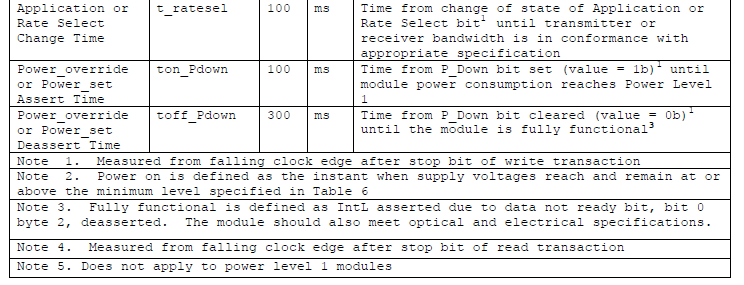 Application or t_ratesel 100 ms Time from change of state of Application or
Rate Select Rate Select bit¹ until transmitter or
Change Time receiver bandwidth is in conformance with
appropriate specification
Power_override ton_Pdown 100 ms Time from P_Down bit set (value = 1b)¹ until
or Power_set module power consumption reaches Power Level
Assert Time 1
Power_override toff_Pdown 300 ms Time from P_Down bit cleared (value = 0b)¹
or Power_set until the module is fully functional³
Deassert Time
Note 1. Measured from falling clock edge after stop bit of write transaction
Note 2. Power on is defined as the instant when supply voltages reach and remain at or
above the minimum level specified in Table 6
Note 3. Fully functional is defined as IntL asserted due to data not ready bit, bit 0
byte 2, deasserted. The module should also meet optical and electrical specifications.
Note 4. Measured from falling clock edge after stop bit of read transaction
Note 5. Does not apply to power level 1 modules